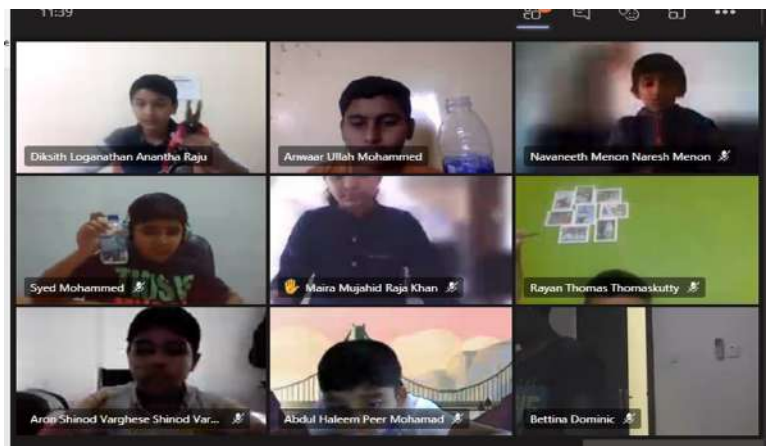 11:39
Diksith Loganathan Anantha Raju
Anwaar Ullah Mohammed
Navaneeth Menon Naresh Menon
Syed Mohammed
Maira Mujahid Raja Khan
Rayan Thomas Thomaskutty
Aron Shinod Varghese Shinod Var...
Abdul Haleem Peer Mohamad
Bettina Dominic